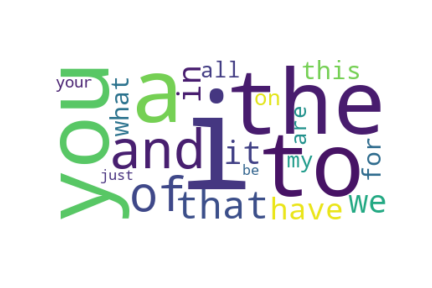 your
you
what
a
in
all
the
this
on
are
and
i
it
to
my
for
just
of
that
be
have
we